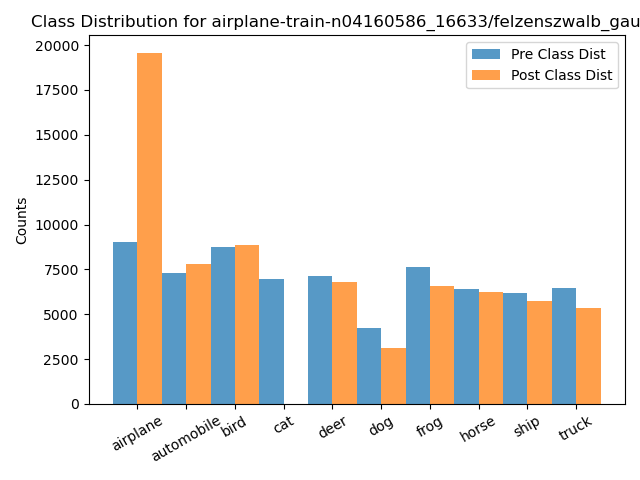 Class Distribution for airplane-train-n04160586_16633/felzenszwalb_gau
Pre Class Dist
Post Class Dist
Counts
20000
17500
15000
12500
10000
7500
5000
2500
0
airplane
automobile
bird
cat
deer
dog
frog
horse
ship
truck